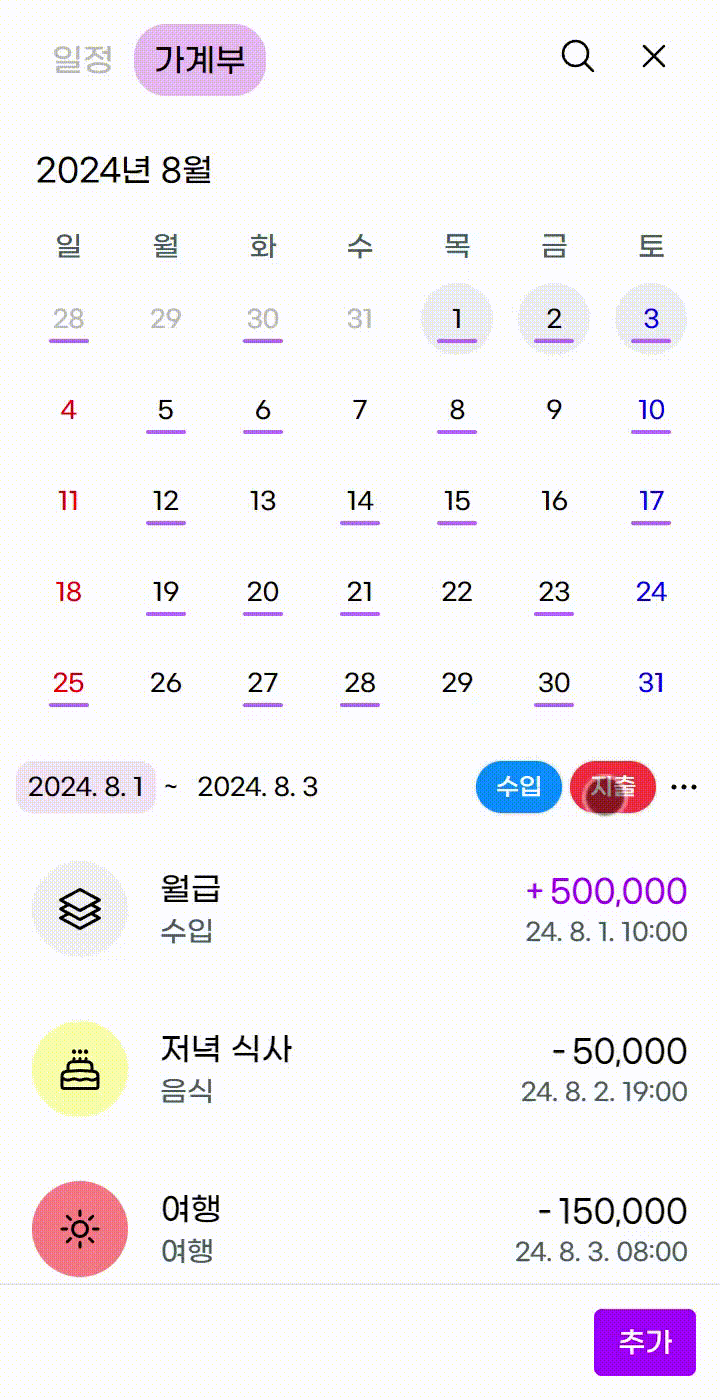 일정 가계부
2024년 8월
일 월 화 수 목 금 토
28 29 30 31 1 2 3
4 5 6 7 8 9 10
11 12 13 14 15 16 17
18 19 20 21 22 23 24
25 26 27 28 29 30 31
2024. 8. 1 ~ 2024. 8. 3 수입 지출 ···
월급 +500,000
수입 24. 8. 1. 10:00
저녁 식사 -50,000
음식 24. 8. 2. 19:00
여행 -150,000
여행 24. 8. 3. 08:00
추가